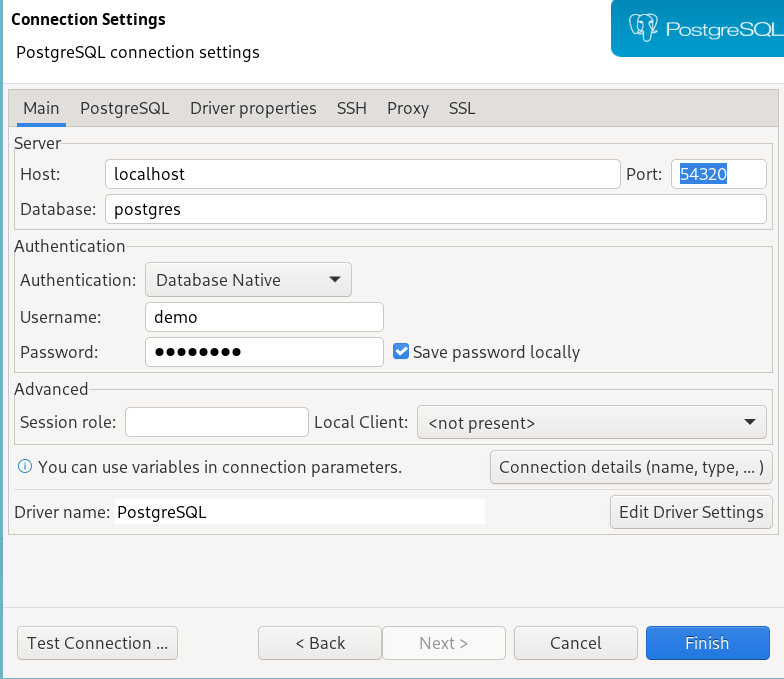 Connection Settings
PostgreSQL connection settings
PostgreSQL
Main PostgreSQL Driver properties SSH Proxy SSL
Server
Host: localhost Port: 54320
Database: postgres
Authentication
Authentication: Database Native
Username: demo
Password: ●●●●●●●●
Save password locally
Advanced
Session role: Local Client: <not present>
You can use variables in connection parameters. Connection details (name, type, ... )
Driver name: PostgreSQL Edit Driver Settings
Test Connection ... < Back Next > Cancel Finish